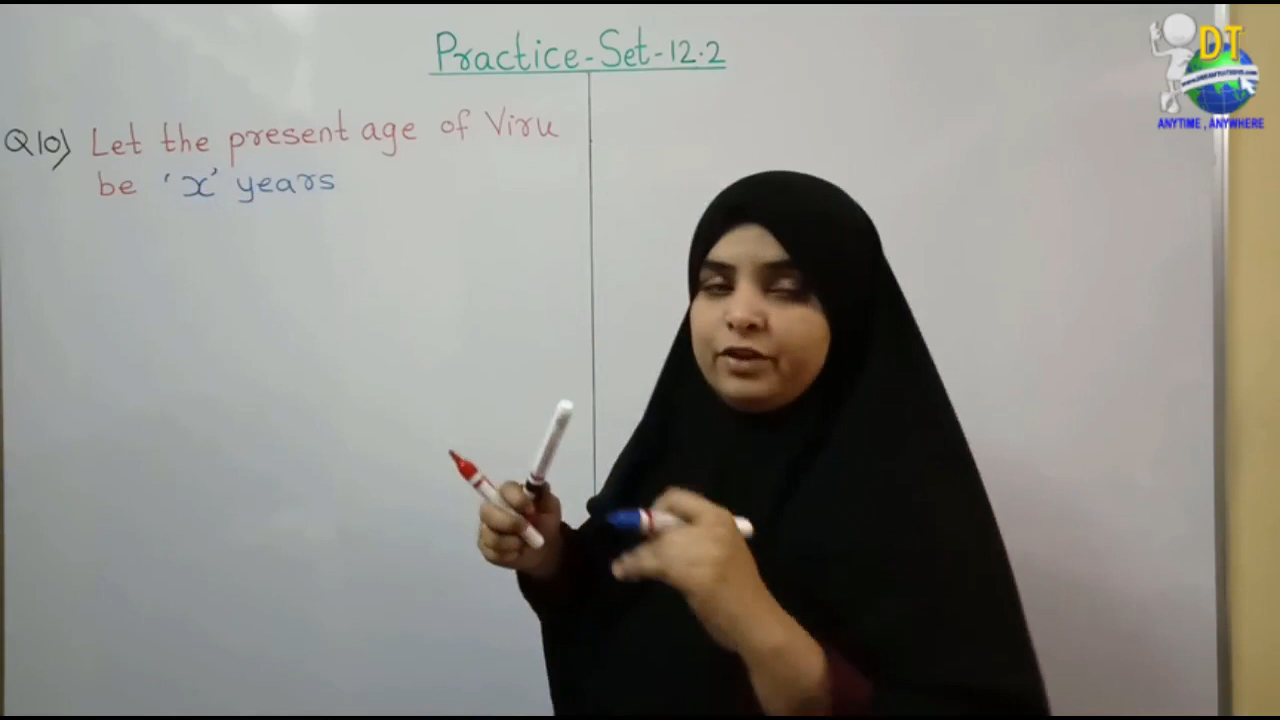 Practice-Set-12.2
Q10) Let the present age of Viru
be 'x' years
DT
ANYTIME, ANYWHERE